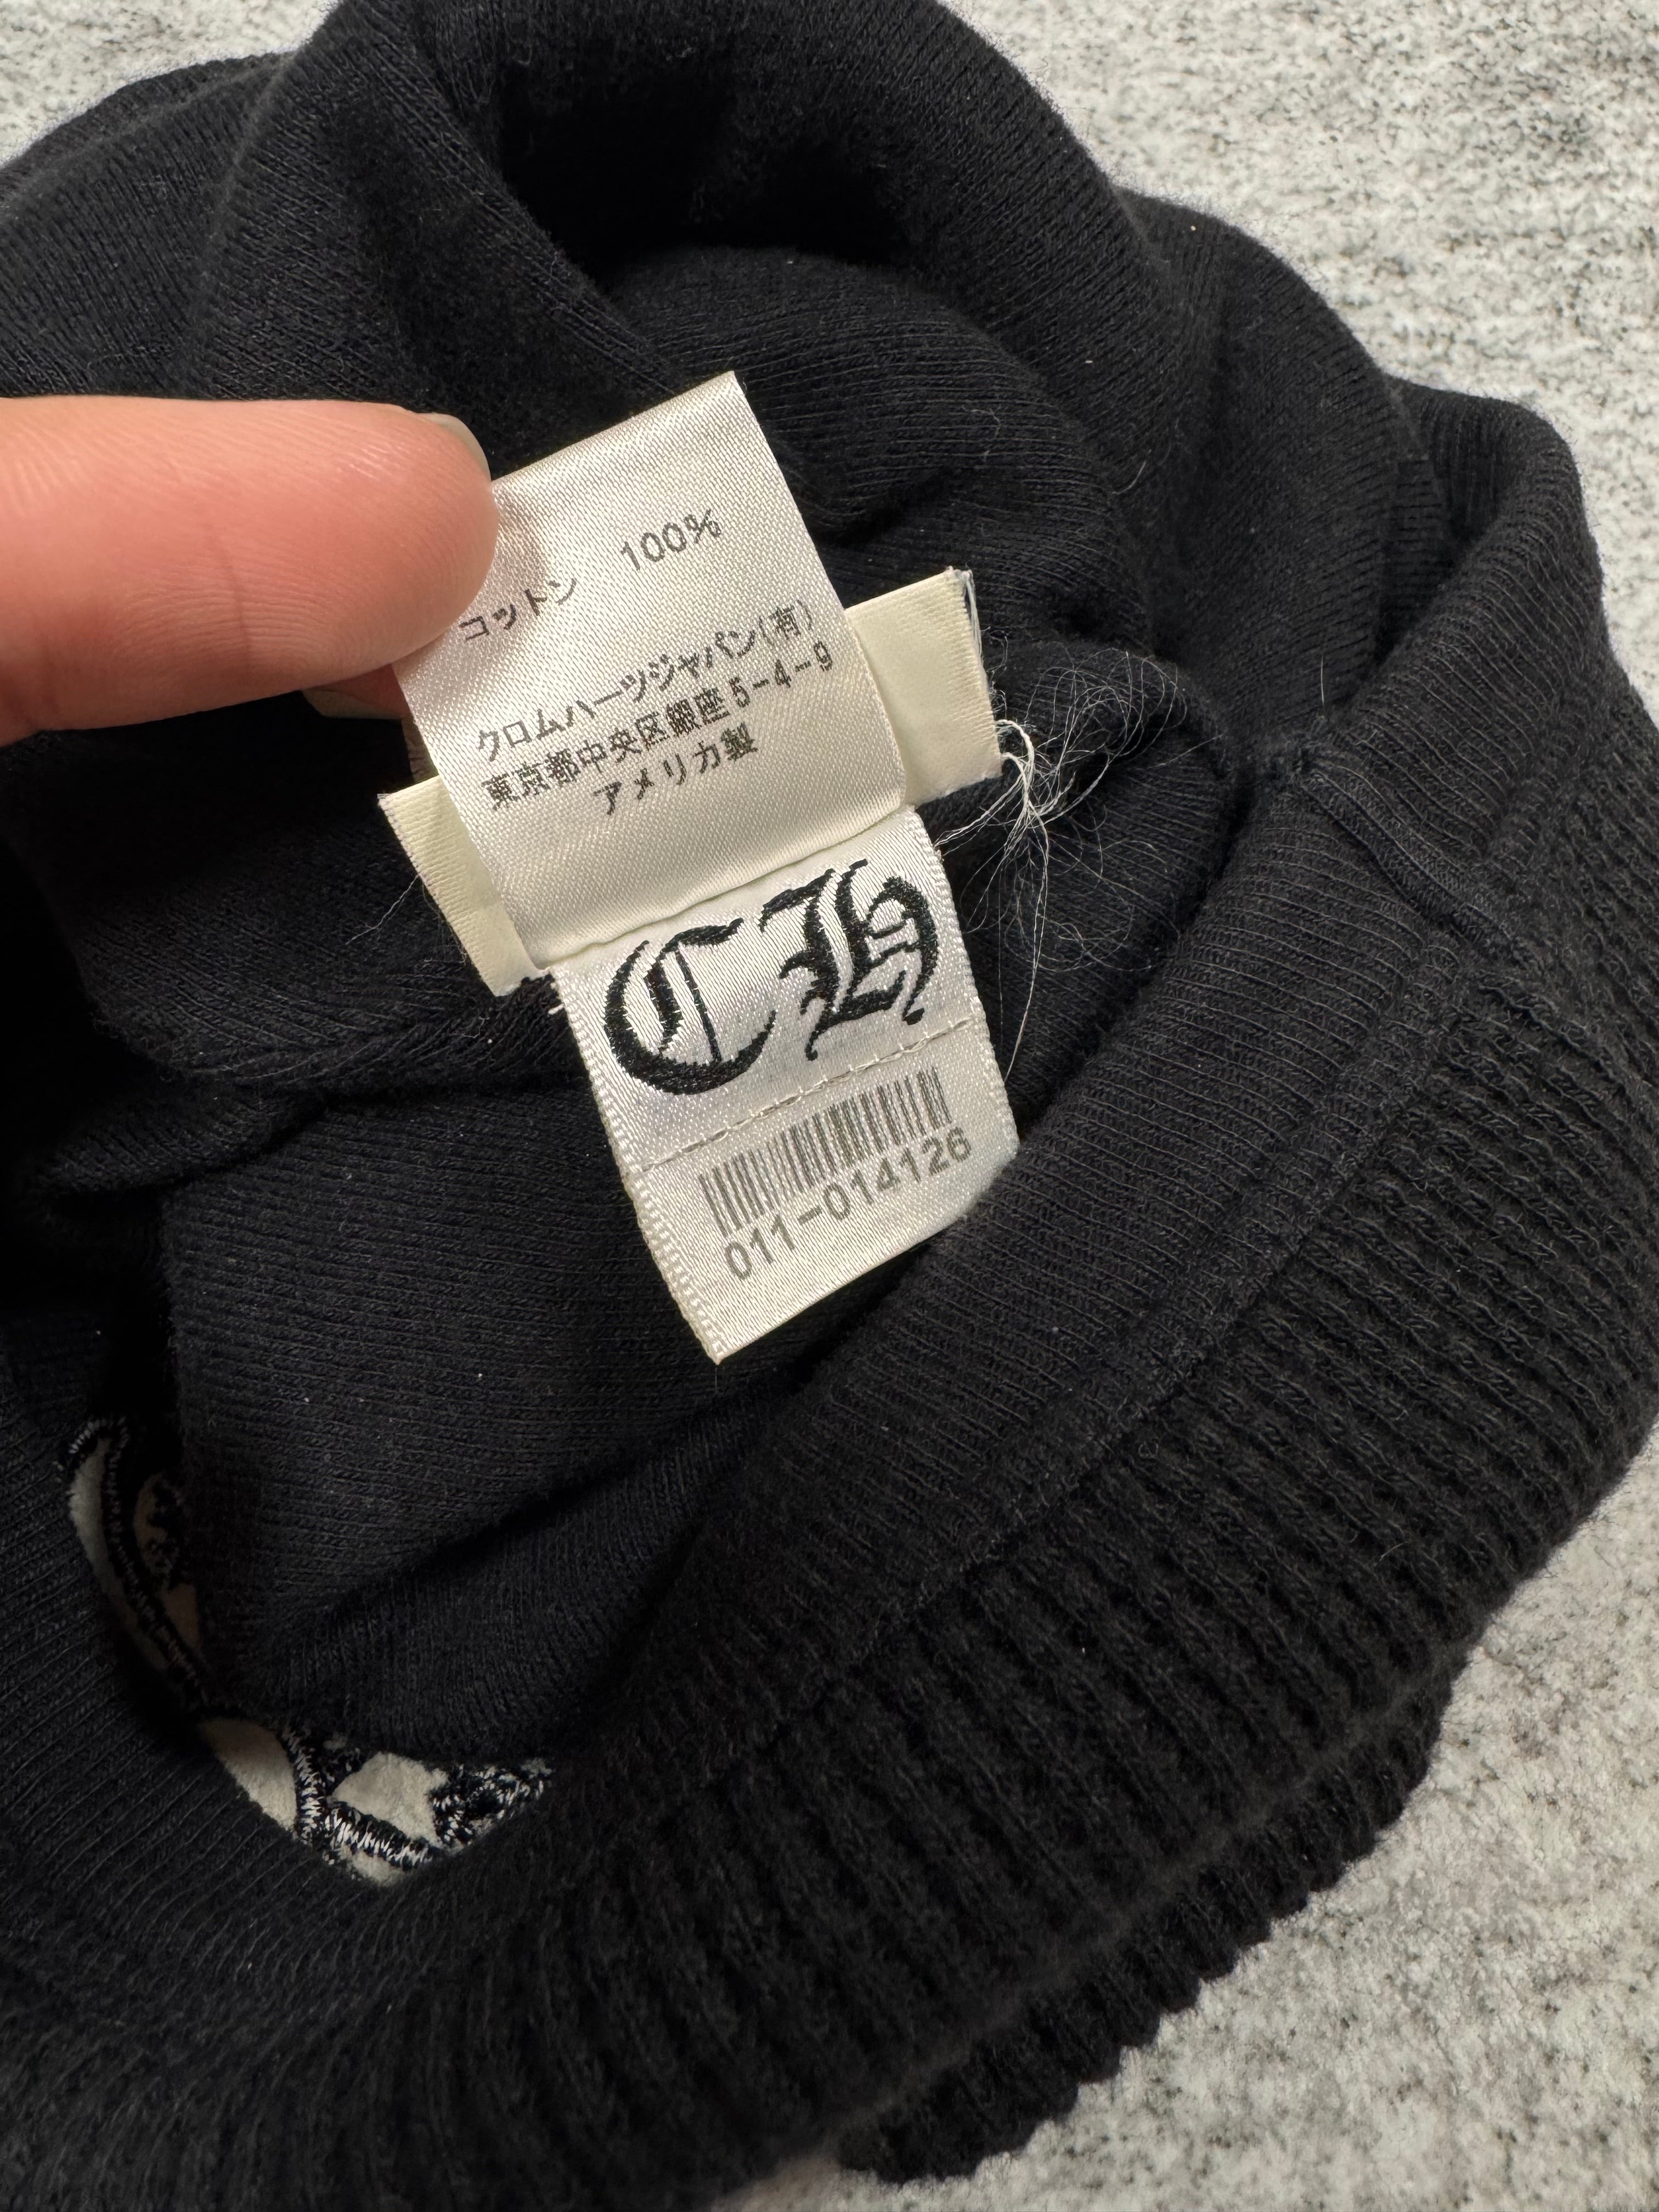 コットン 100%
クロムハーツジャパン(有)
東京都中央区銀座5-4-9
アメリカ製
CH
011-014126